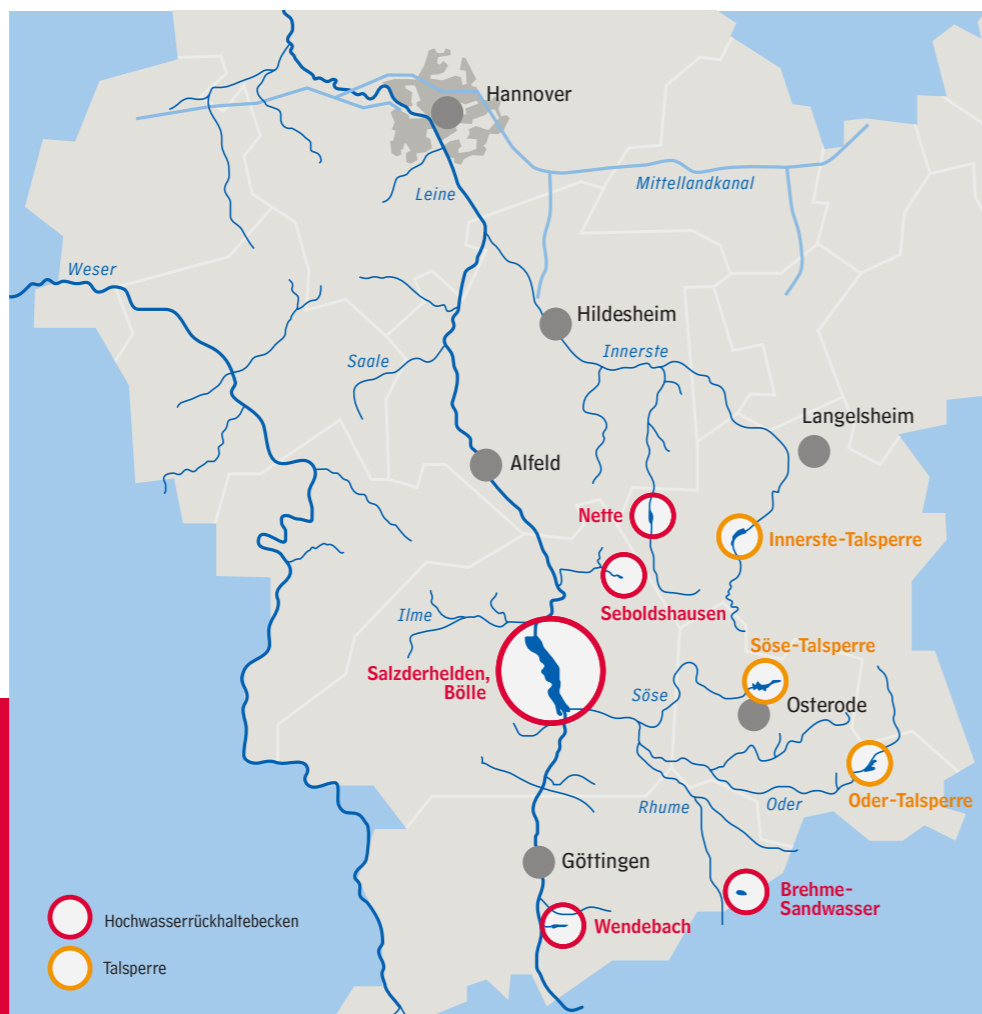 Hannover
Leine
Mittellandkanal
Weser
Hildesheim
Innerste
Saale
Langelsheim
Alfeld
Nette
Innerste-Talsperre
Seboldshausen
Ilme
Söse-Talsperre
Salzderhelden,
Bölle
Söse
Osterode
Oder-Talsperre
Rhume
Oder
Göttingen
Brehme-
Sandwasser
Wendebach
Hochwasserrückhaltebecken
Talsperre